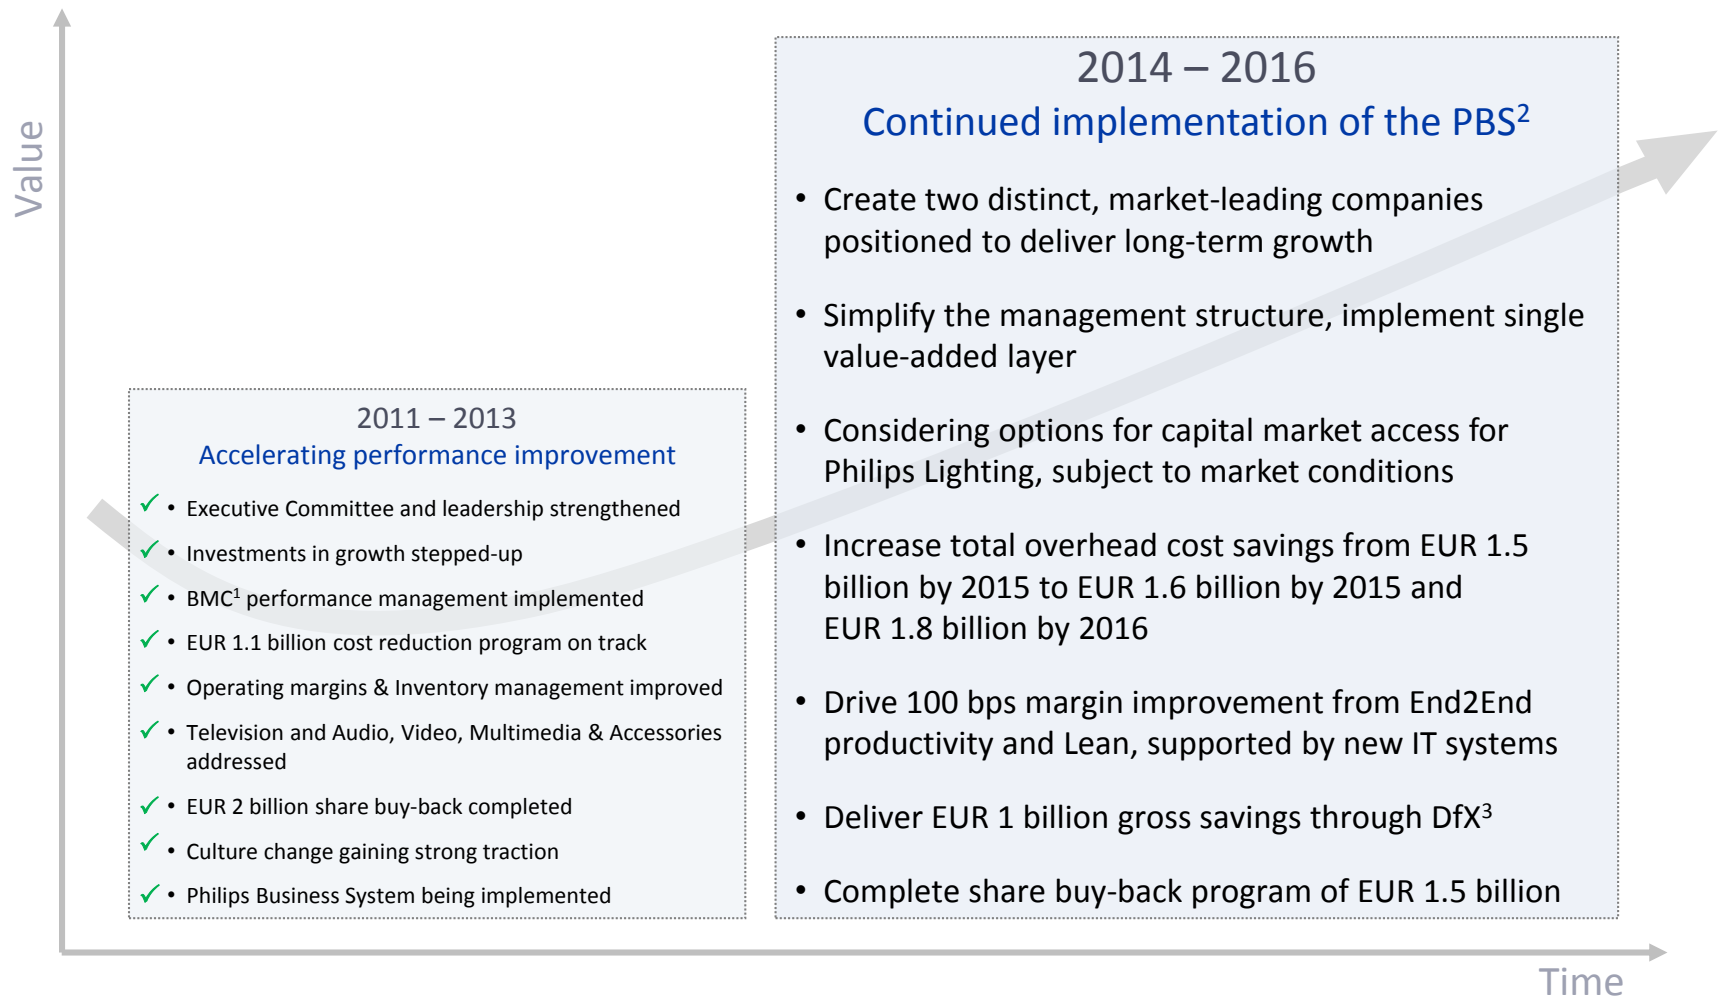 Value
2011 – 2013
Accelerating performance improvement
✓ • Executive Committee and leadership strengthened
✓ • Investments in growth stepped-up
✓ • BMC¹ performance management implemented
✓ • EUR 1.1 billion cost reduction program on track
✓ • Operating margins & Inventory management improved
✓ • Television and Audio, Video, Multimedia & Accessories
addressed
✓ • EUR 2 billion share buy-back completed
✓ • Culture change gaining strong traction
✓ • Philips Business System being implemented
2014 – 2016
Continued implementation of the PBS²
• Create two distinct, market-leading companies
positioned to deliver long-term growth
• Simplify the management structure, implement single
value-added layer
• Considering options for capital market access for
Philips Lighting, subject to market conditions
• Increase total overhead cost savings from EUR 1.5
billion by 2015 to EUR 1.6 billion by 2015 and
EUR 1.8 billion by 2016
• Drive 100 bps margin improvement from End2End
productivity and Lean, supported by new IT systems
• Deliver EUR 1 billion gross savings through DfX³
• Complete share buy-back program of EUR 1.5 billion
Time